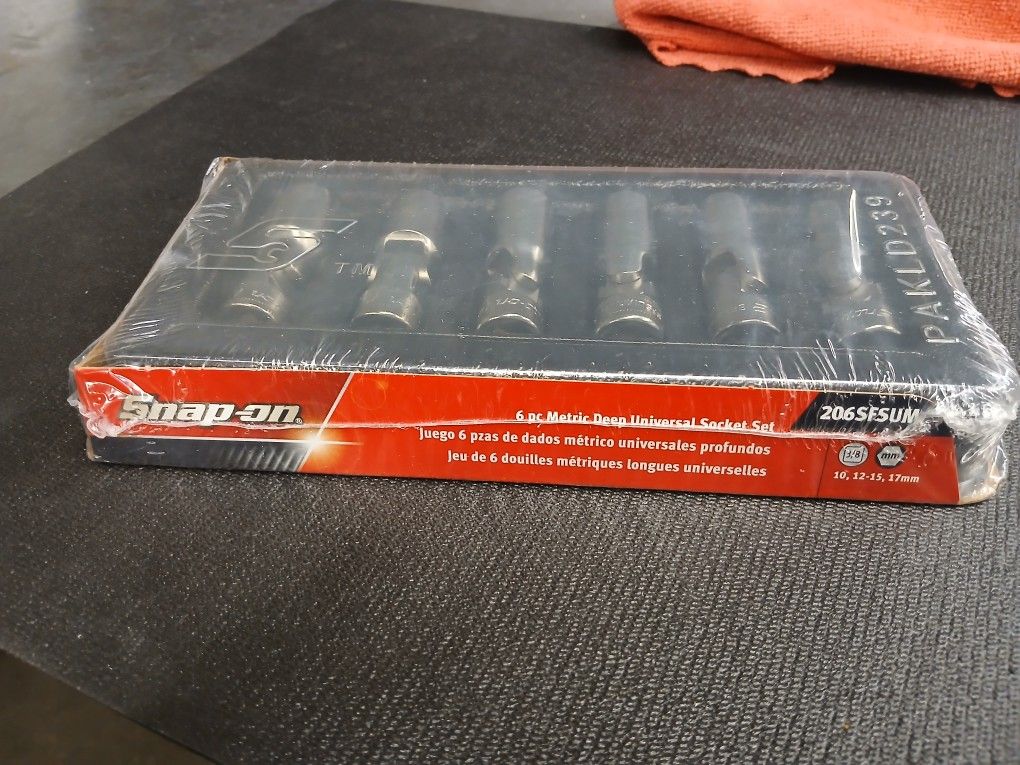 TM
PAKLD239
Snap-on®
6 pc Metric Deep Universal Socket Set
Juego 6 pzas de dados métrico universales profundos
Jeu de 6 douilles métriques longues universelles
206SFSUM
3/8 mm
10, 12-15, 17mm